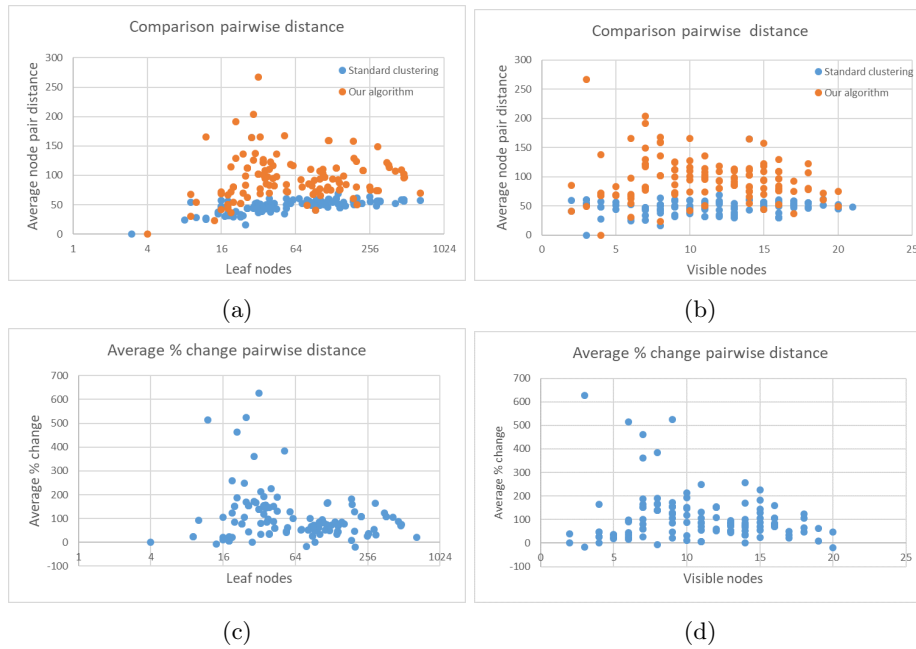 Comparison pairwise distance
300
250
200
150
100
50
0
Average node pair distance
Standard clustering
Our algorithm
1 4 16 64 256 1024
Leaf nodes
(a)
Comparison pairwise distance
300
250
200
150
100
50
0
Average node pair distance
Standard clustering
Our algorithm
0 5 10 15 20 25
Visible nodes
(b)
Average % change pairwise distance
700
600
500
400
300
200
100
0
-100
Average % change
1 4 16 64 256 1024
Leaf nodes
(c)
Average % change pairwise distance
700
600
500
400
300
200
100
0
-100
Average % change
0 5 10 15 20 25
Visible nodes
(d)